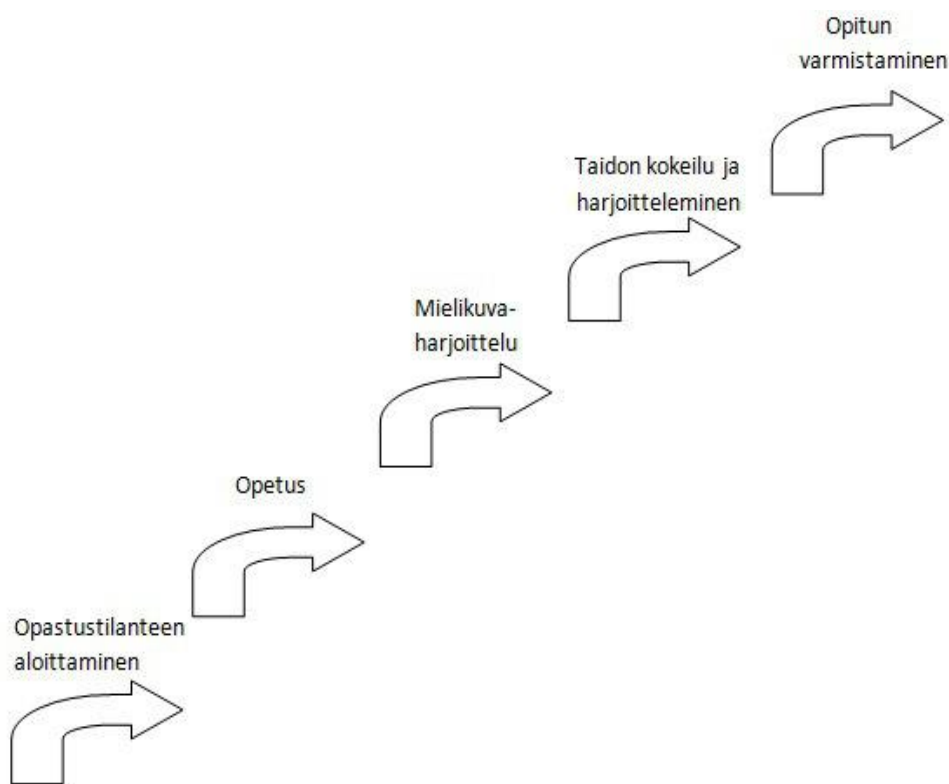 Opitun
varmistaminen
Taidon kokeilu ja
harjoitteleminen
Mielikuva-
harjoittelu
Opetus
Opastustilanteen
aloittaminen